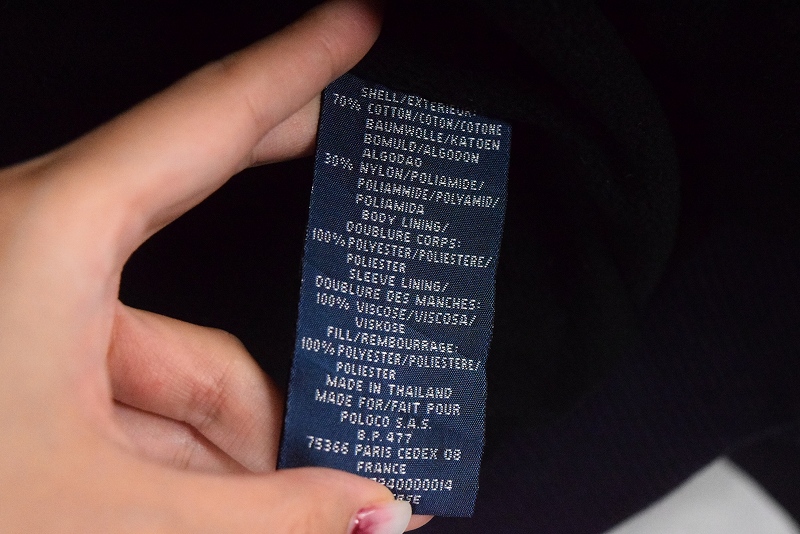 SHELL/EXTERIEUR:
70% COTTON/COTON/COTONE
BAUMWOLLE/KATOEN
BOMULD/ALGODON
ALGODAO
30% NYLON/POLIAMIDE/
POLIAMMIDE/POLYAMID/
POLIAMIDA
BODY LINING/
DOUBLURE CORPS:
100% POLYESTER/POLIESTERE/
POLIESTER
SLEEVE LINING/
DOUBLURE DES MANCHES:
100% VISCOSE/VISCOSA/
VISKOSE
FILL/REMBOURRAGE:
100% POLYESTER/POLIESTERE/
POLIESTER
MADE IN THAILAND
MADE FOR/FAIT POUR
POLOCO S.A.S.
B.P. 477
75366 PARIS CEDEX 08
FRANCE